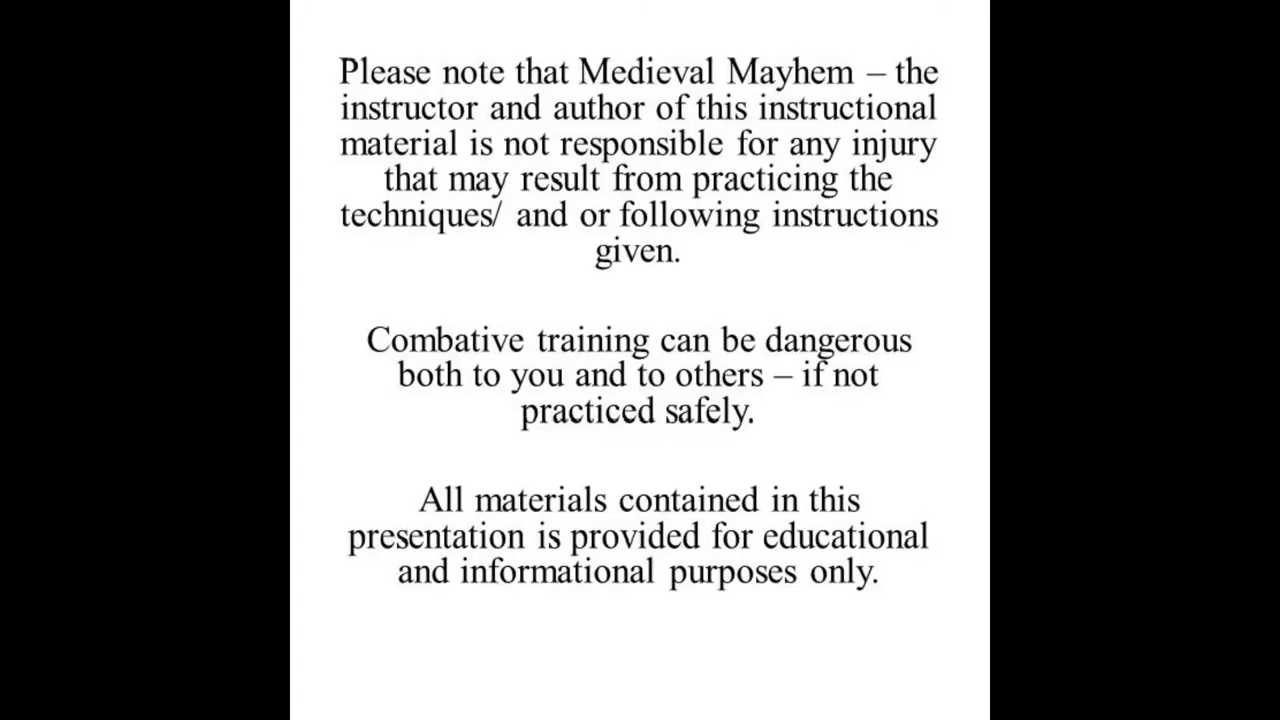 Please note that Medieval Mayhem – the
instructor and author of this instructional
material is not responsible for any injury
that may result from practicing the
techniques/ and or following instructions
given.
Combative training can be dangerous
both to you and to others – if not
practiced safely.
All materials contained in this
presentation is provided for educational
and informational purposes only.